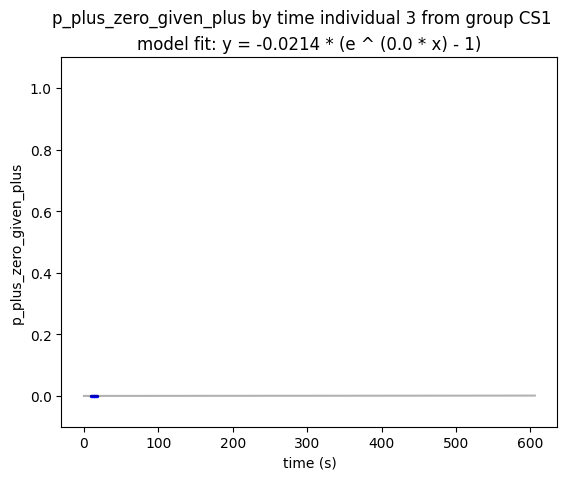 p_plus_zero_given_plus by time individual 3 from group CS1
model fit: y = -0.0214 * (e ^ (0.0 * x) - 1)
1.0
0.8
0.6
0.4
0.2
0.0
p_plus_zero_given_plus
0 100 200 300 400 500 600
time (s)